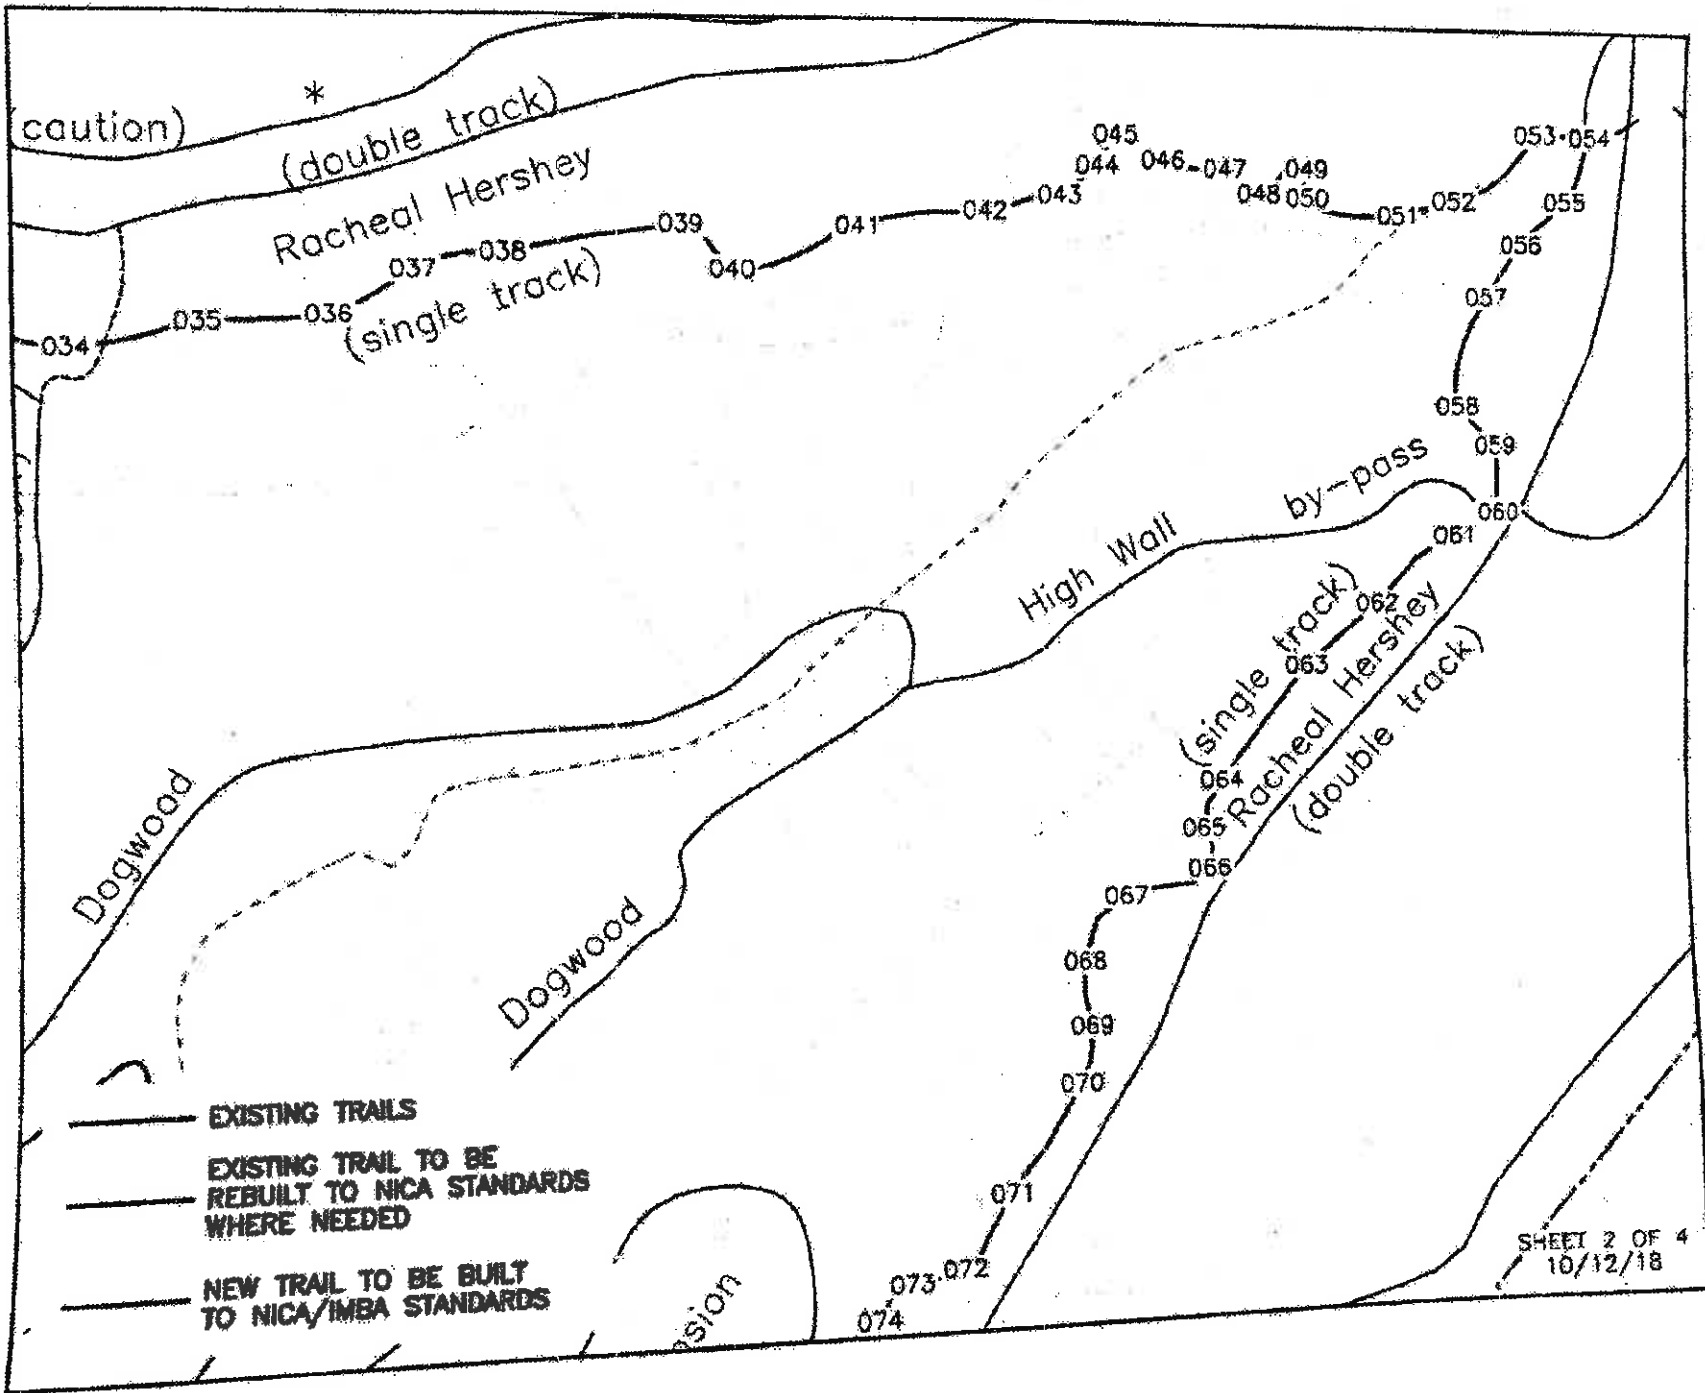 (caution)
*
(double track)
Racheal Hershey
(single track)
034
035
036
037
038
039
040
041
042
043
044
045
046
047
048
049
050
051
052
053
054
055
056
057
058
059
060
061
062
063
064
065
066
067
068
069
070
071
072
073
074
High Wall by-pass
(single track)
Racheal Hershey
(double track)
Dogwood
Dogwood
EXISTING TRAILS
EXISTING TRAIL TO BE
REBUILT TO NICA STANDARDS
WHERE NEEDED
NEW TRAIL TO BE BUILT
TO NICA/IMBA STANDARDS
nsion
SHEET 2 OF 4
10/12/18